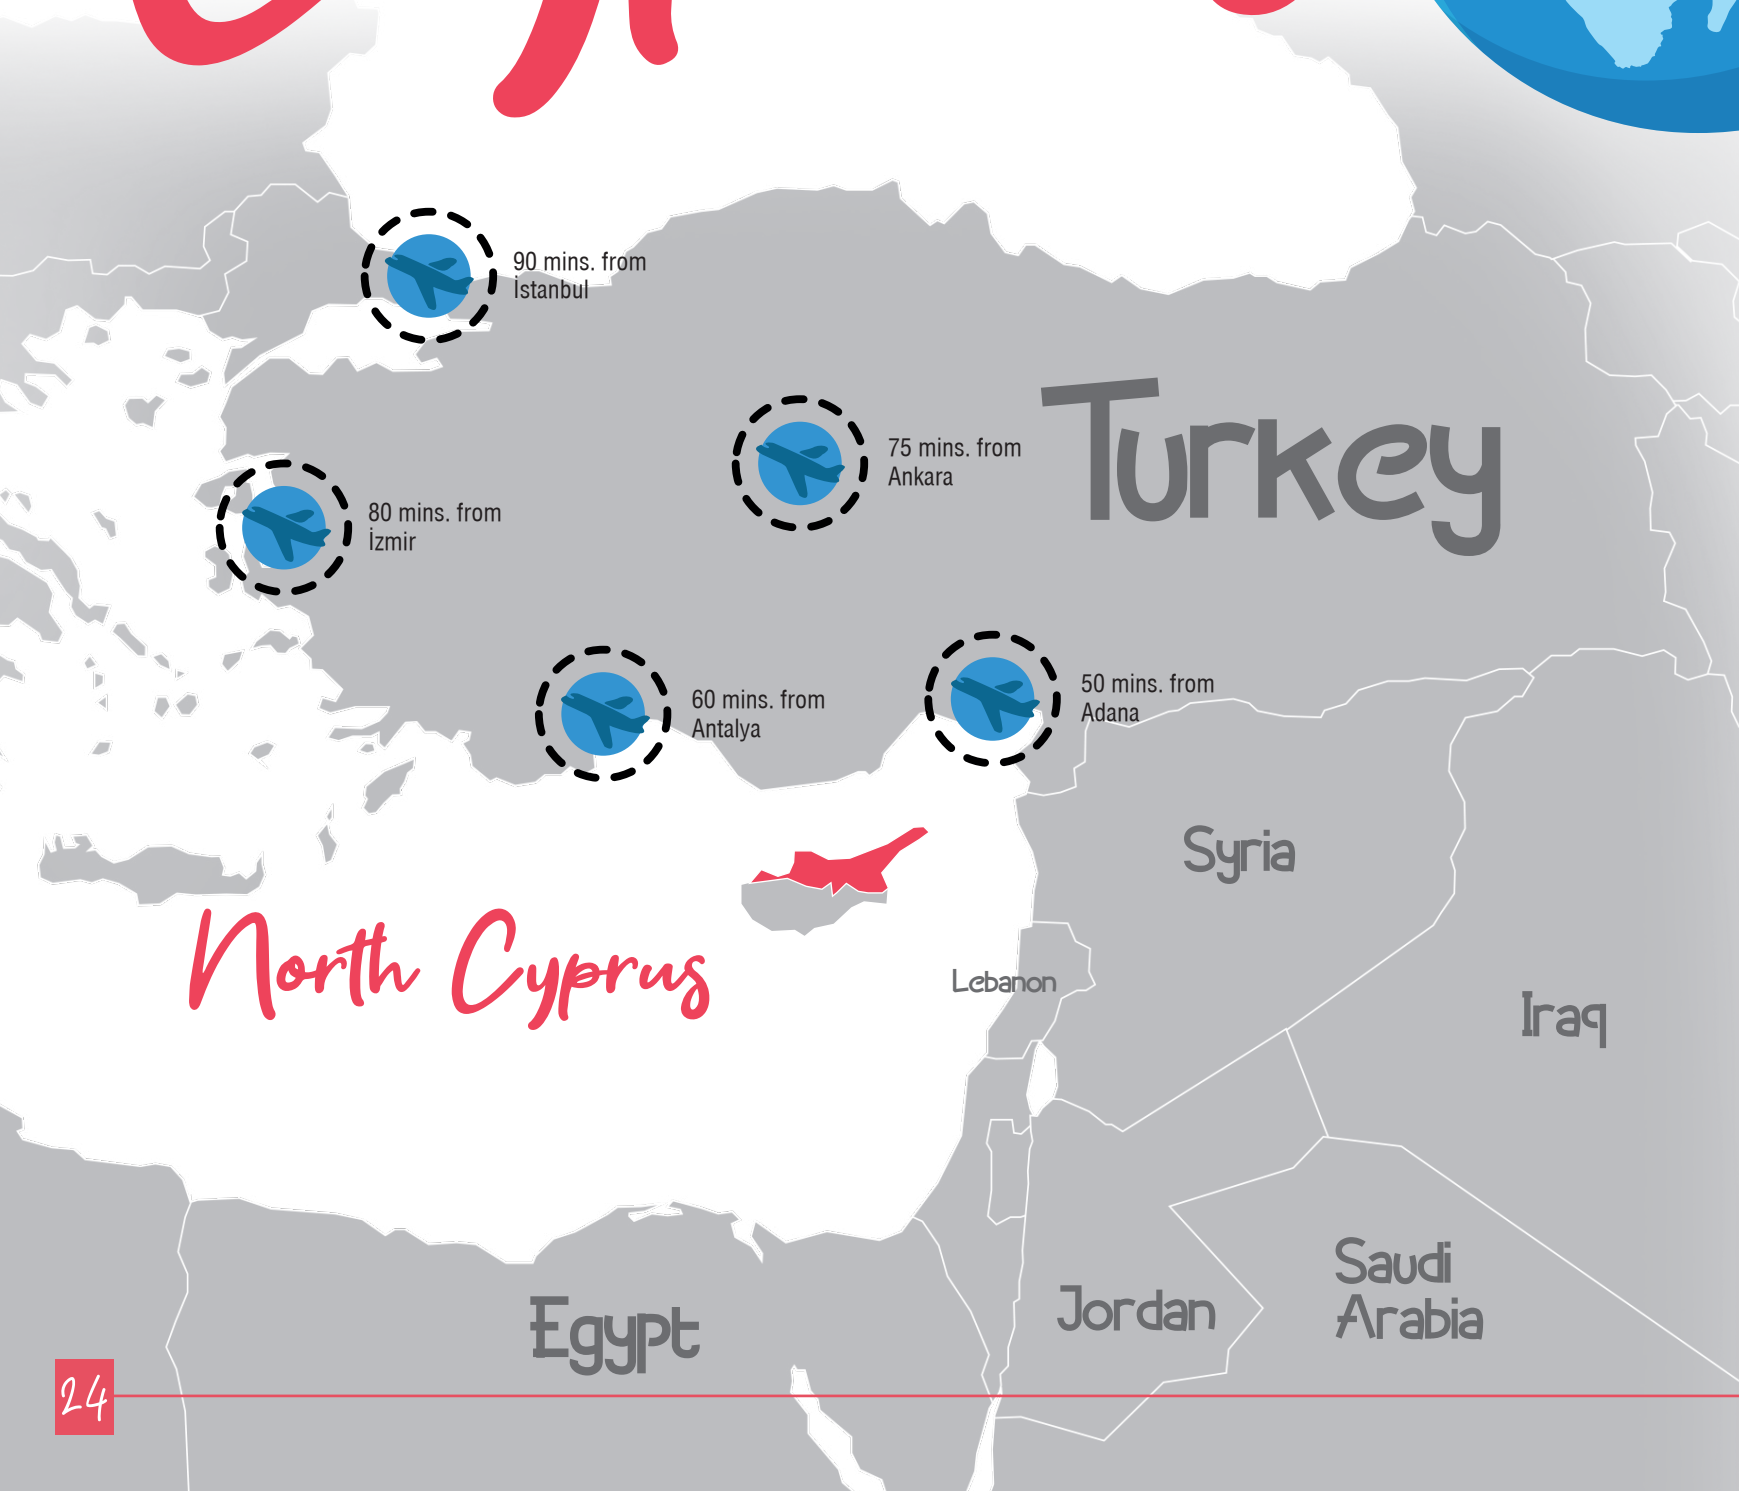 90 mins. from
İstanbul
75 mins. from
Ankara
Turkey
80 mins. from
İzmir
60 mins. from
Antalya
50 mins. from
Adana
Syria
North Cyprus
Lebanon
Iraq
Saudi
Arabia
Jordan
Egypt
24